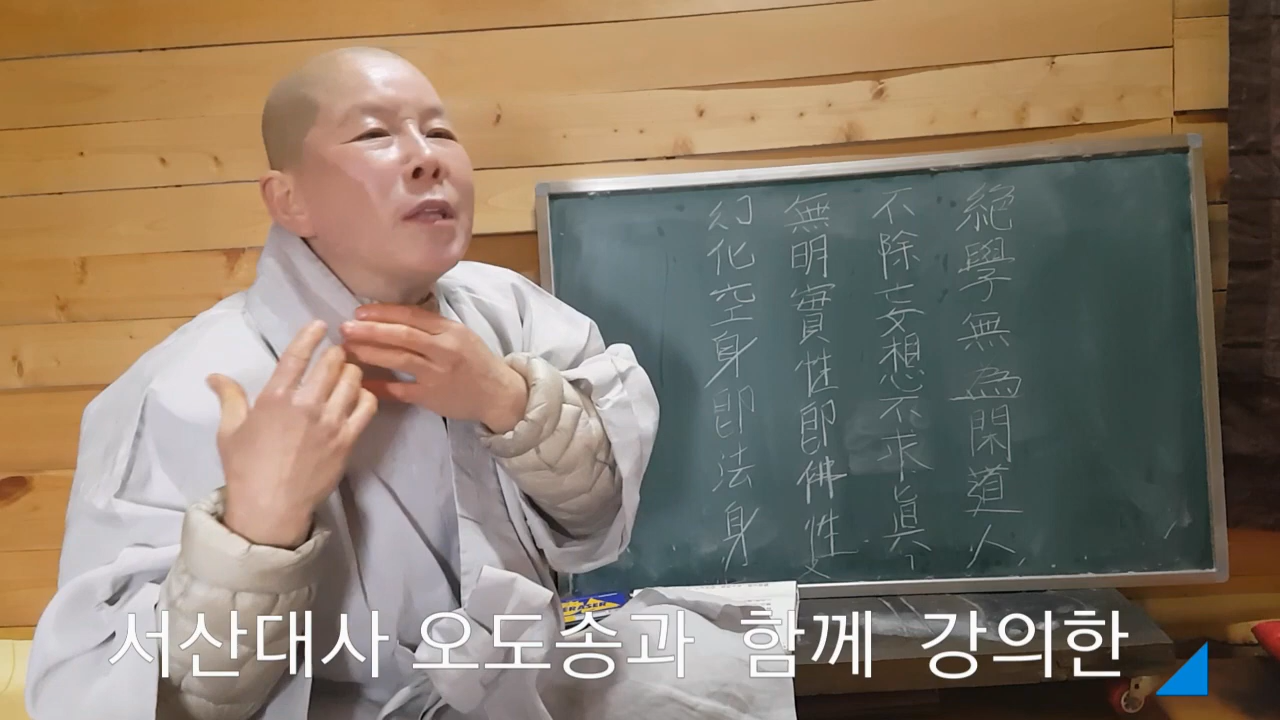 絶學無為閑道人
不除妄想不求眞
無明實性即佛性
幻化空身即法身
ERASER
서산대사 오도송과 함께 강의한